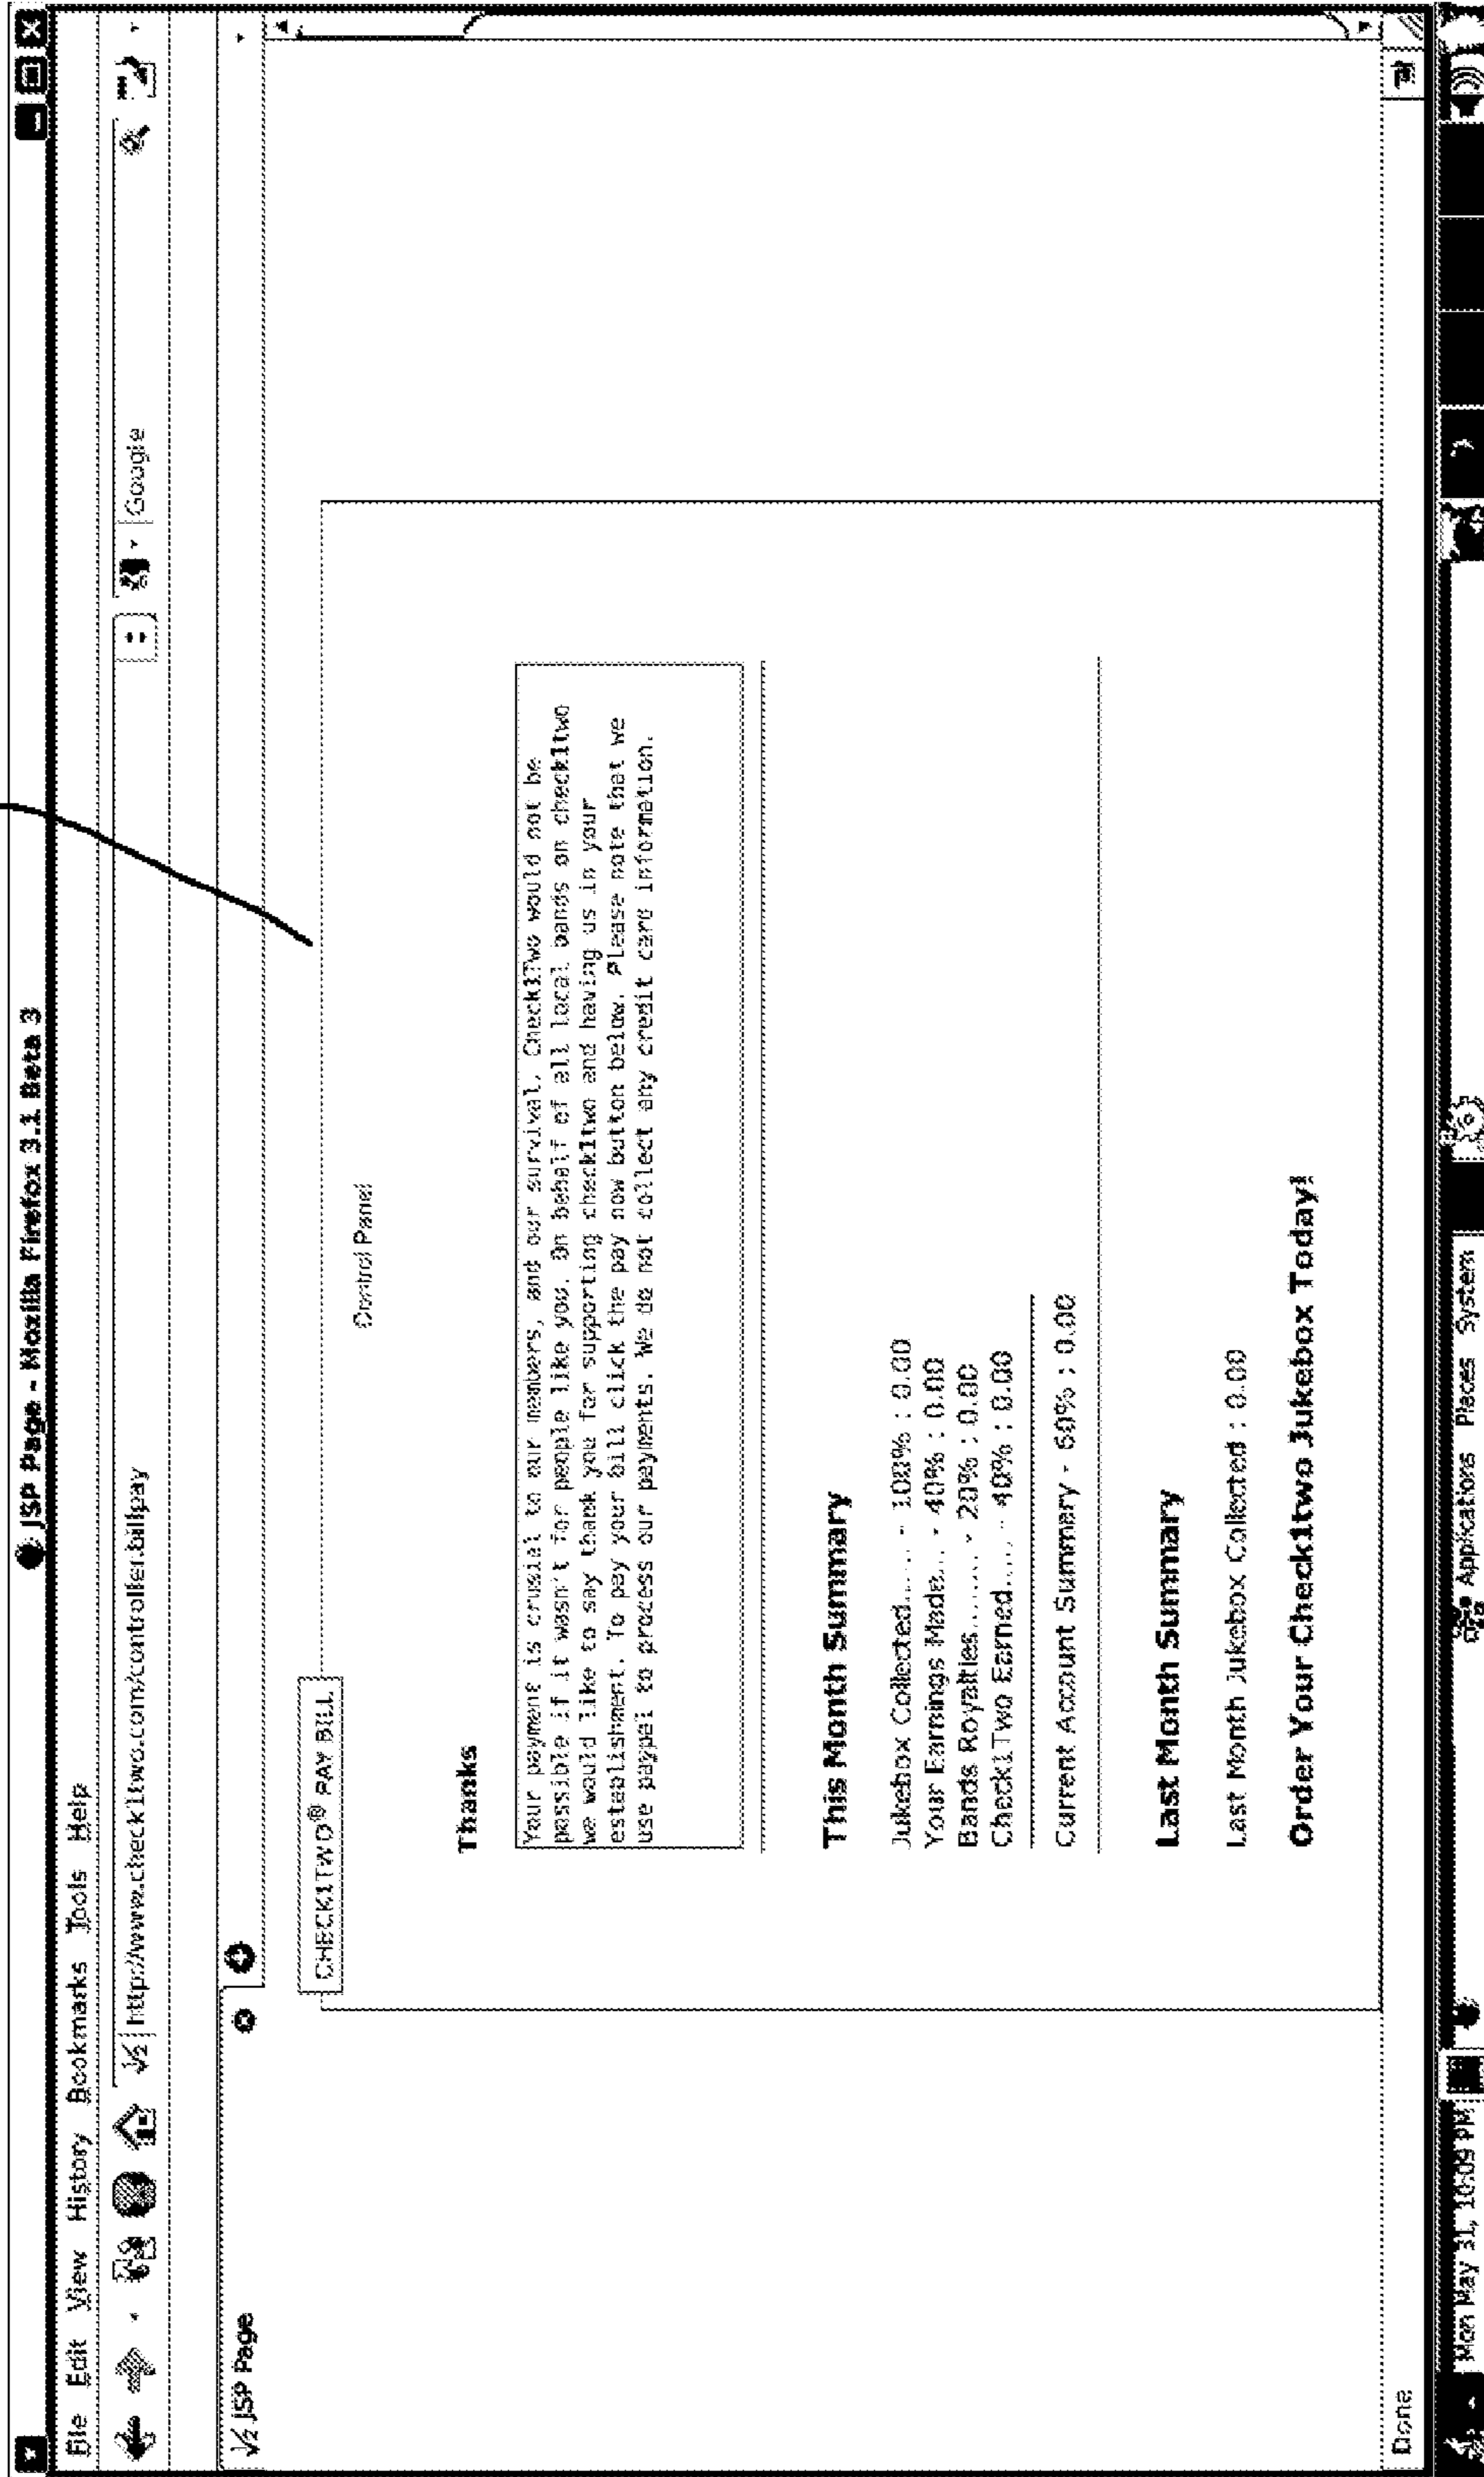 JSP Page - Mozilla Firefox 3.1 Beta 3
File Edit View History Bookmarks Tools Help
http://www.check1two.com/controller.billpay
Google
JSP Page
CHECK1TWO® PAY BILL
Control Panel
Thanks
Your payment is crusial to our members, and our survival. Check1Two would not be
possible if it wasn't for people like you. On behalf of all local bands on check1two
we would like to say thank you for supporting check1two and having us in your
establishment. To pay your bill click the pay now button below. Please note that we
use paypal to process our payments. We do not collect any credit card information.
This Month Summary
Jukebox Collected...... - 100% : 0.00
Your Earnings Made... - 40% : 0.00
Bands Royalties........ - 20% : 0.00
Check1Two Earned..... - 40% : 0.00
Current Account Summary - 60% : 0.00
Last Month Summary
Last Month Jukebox Collected : 0.00
Order Your Check1two Jukebox Today!
Done
Mon May 31, 10:09 PM
Applications Places System